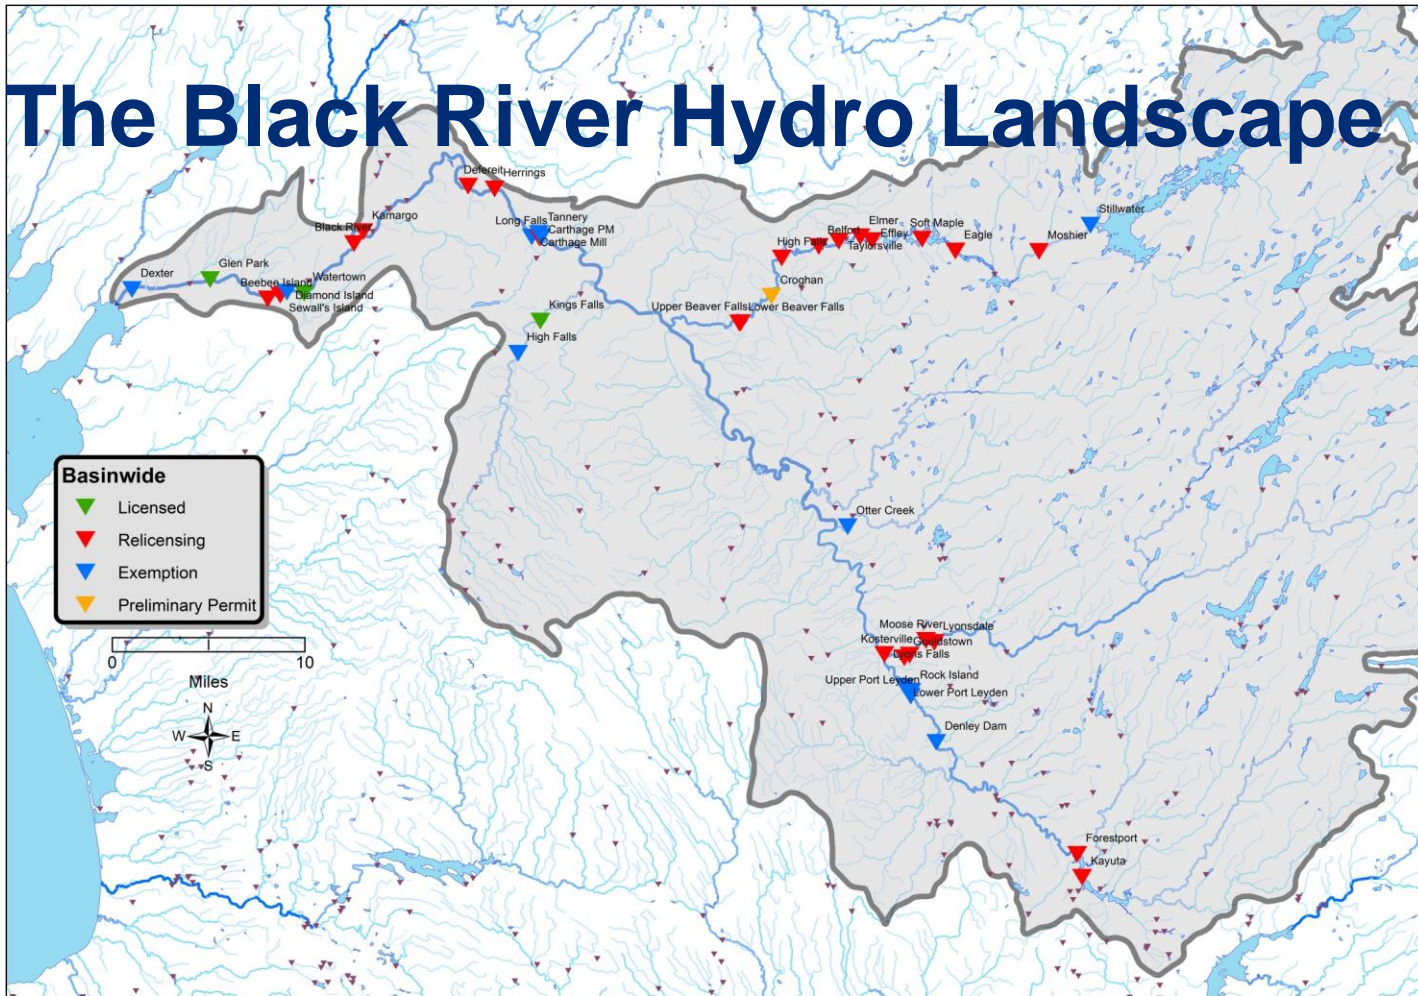 The Black River Hydro Landscape
Defereit
Herrings
Kamargo
Black River
Long Falls
Tannery
Carthage PM
Carthage Mill
Stillwater
Elmer
Soft Maple
Belfort
Effley
High Falls
Taylorsville
Eagle
Moshier
Dexter
Glen Park
Watertown
Beebee Island
Diamond Island
Sewall's Island
Croghan
Kings Falls
Upper Beaver Falls
Lower Beaver Falls
High Falls
Basinwide
Licensed
Relicensing
Exemption
Preliminary Permit
0
10
Miles
N
W
E
S
Otter Creek
Moose River
Lyonsdale
Kosterville
Gouldstown
Lyons Falls
Rock Island
Upper Port Leyden
Lower Port Leyden
Denley Dam
Forestport
Kayuta